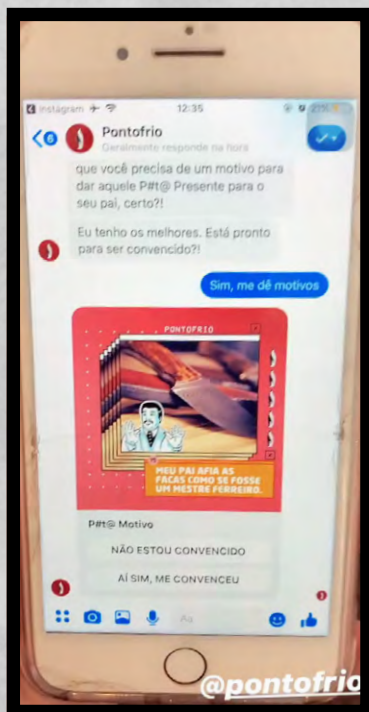 Instagram
12:35
21%
6
Pontofrio
Geralmente responde na hora
que você precisa de um motivo para
dar aquele P#t@ Presente para o
seu pai, certo?!
Eu tenho os melhores. Está pronto
para ser convencido?!
Sim, me dê motivos
PONTOFRIO
MEU PAI AFIA AS
FACAS COMO SE FOSSE
UM MESTRE FERREIRO.
P#t@ Motivo
NÃO ESTOU CONVENCIDO
AÍ SIM, ME CONVENCEU
Aa
@pontofrio